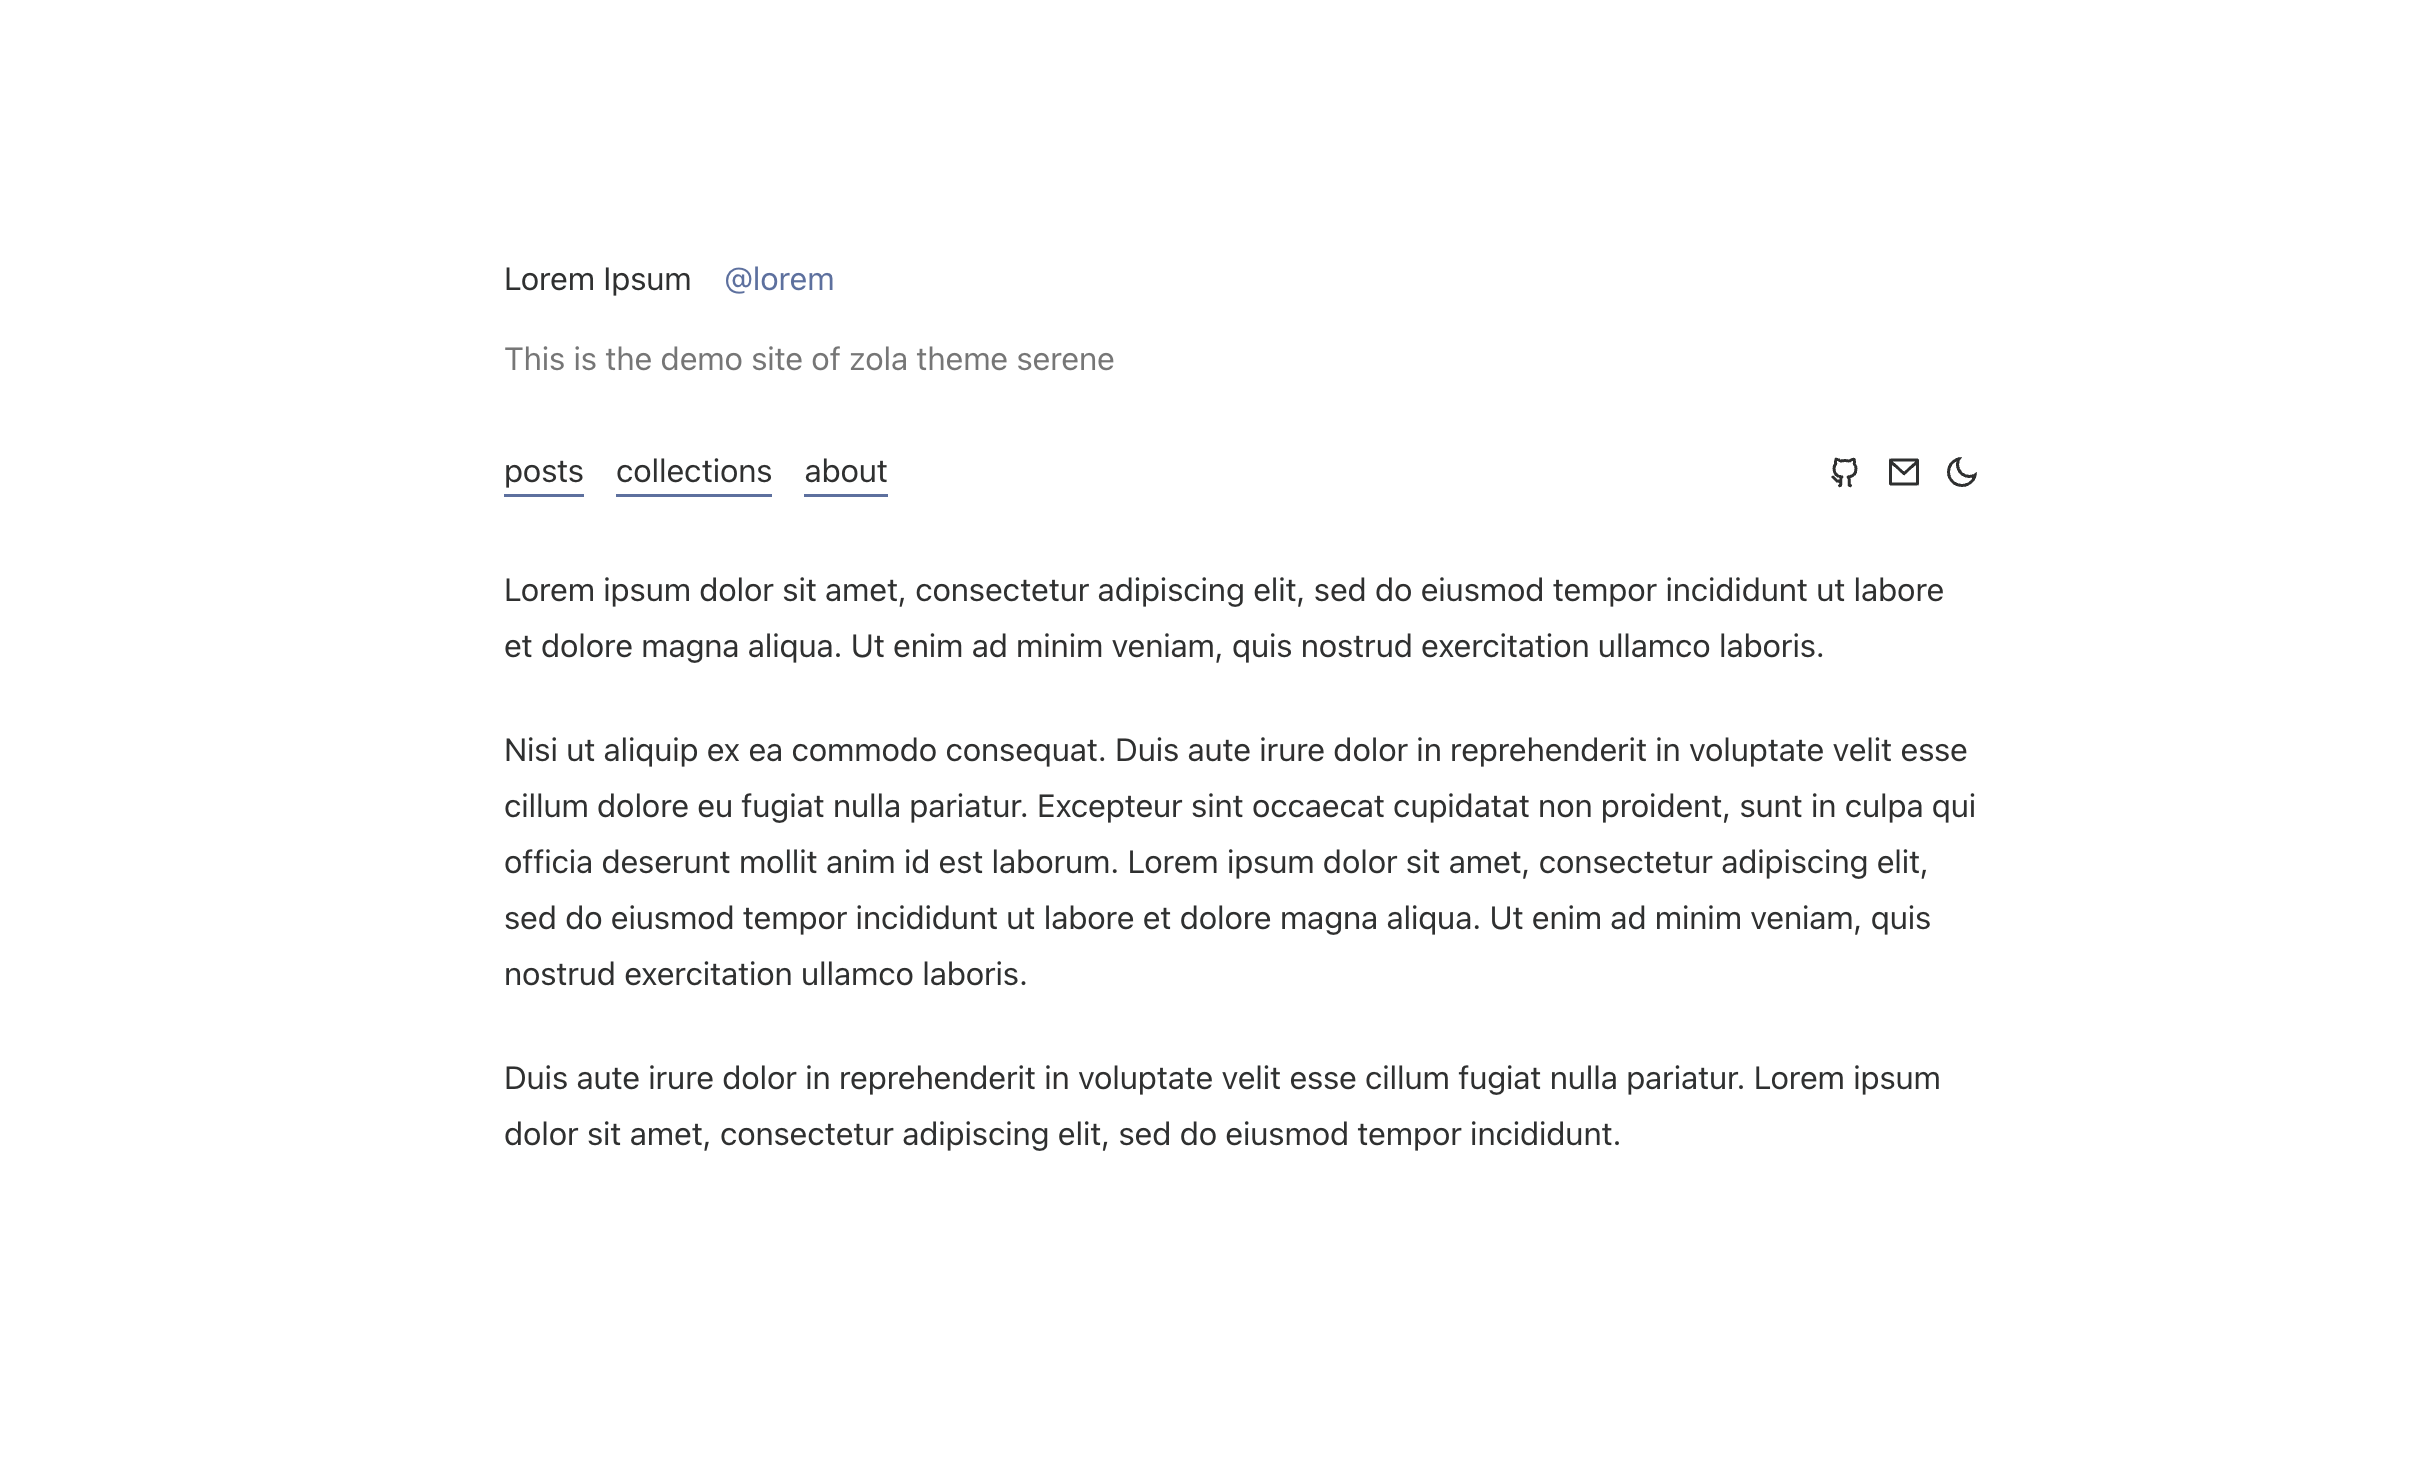 Lorem Ipsum @lorem
This is the demo site of zola theme serene
posts collections about
Lorem ipsum dolor sit amet, consectetur adipiscing elit, sed do eiusmod tempor incididunt ut labore
et dolore magna aliqua. Ut enim ad minim veniam, quis nostrud exercitation ullamco laboris.
Nisi ut aliquip ex ea commodo consequat. Duis aute irure dolor in reprehenderit in voluptate velit esse
cillum dolore eu fugiat nulla pariatur. Excepteur sint occaecat cupidatat non proident, sunt in culpa qui
officia deserunt mollit anim id est laborum. Lorem ipsum dolor sit amet, consectetur adipiscing elit,
sed do eiusmod tempor incididunt ut labore et dolore magna aliqua. Ut enim ad minim veniam, quis
nostrud exercitation ullamco laboris.
Duis aute irure dolor in reprehenderit in voluptate velit esse cillum fugiat nulla pariatur. Lorem ipsum
dolor sit amet, consectetur adipiscing elit, sed do eiusmod tempor incididunt.